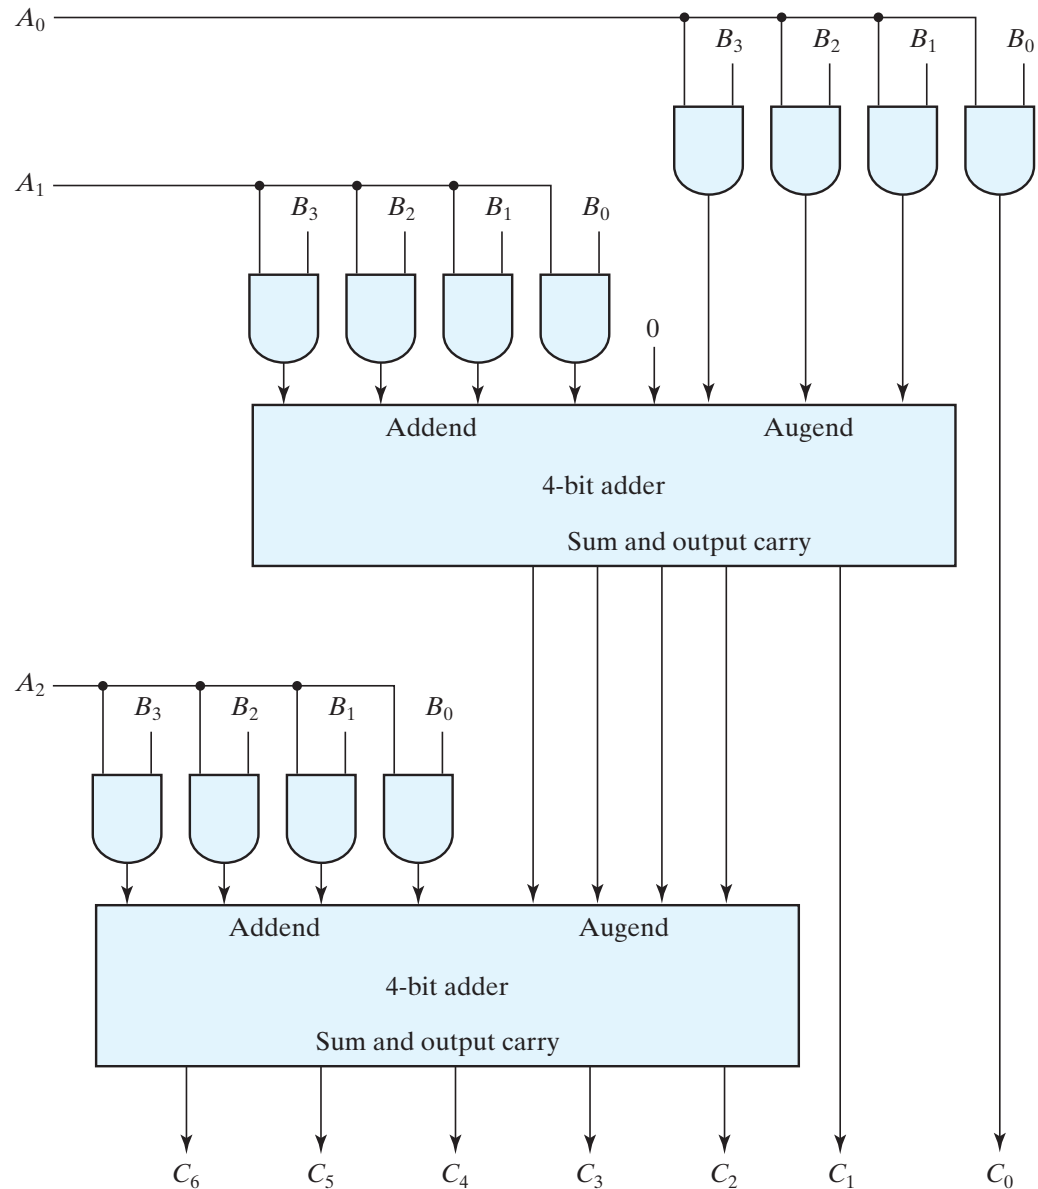 A₀
B₃ B₂ B₁ B₀
A₁
B₃ B₂ B₁ B₀
0
Addend Augend
4-bit adder
Sum and output carry
A₂
B₃ B₂ B₁ B₀
Addend Augend
4-bit adder
Sum and output carry
C₆ C₅ C₄ C₃ C₂ C₁ C₀